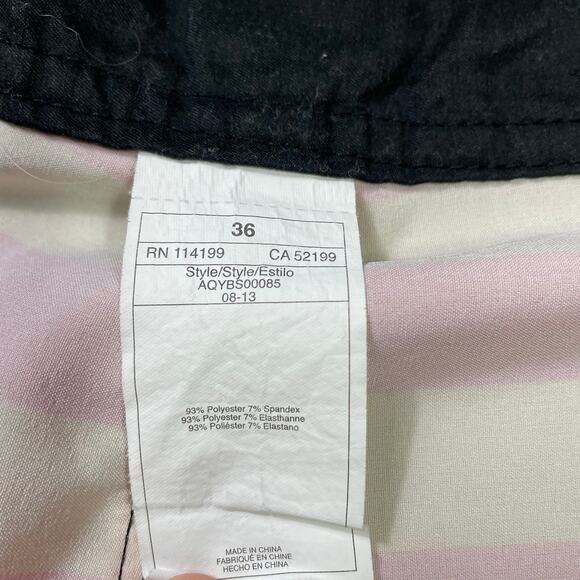 36
RN 114199 CA 52199
Style/Style/Estilo
AQYBS00085
08-13
93% Polyester 7% Spandex
93% Polyester 7% Elasthanne
93% Poliéster 7% Elastano
MADE IN CHINA
FABRIQUÉ EN CHINE
HECHO EN CHINA